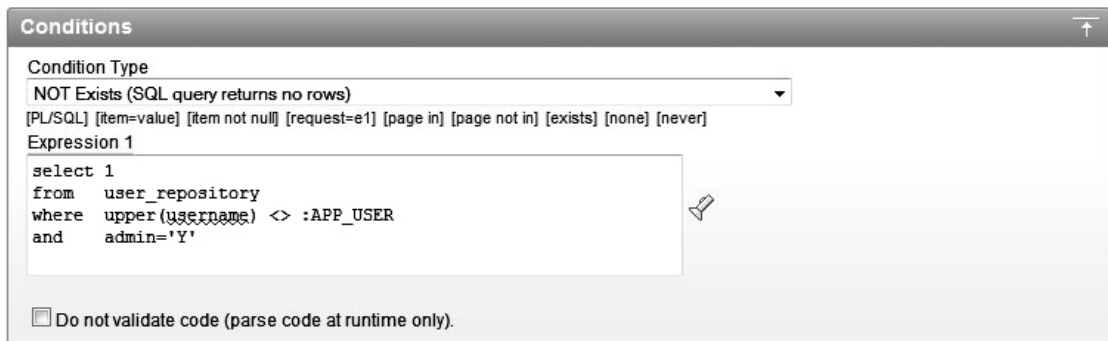 Conditions
Condition Type
NOT Exists (SQL query returns no rows)
[PL/SQL] [item=value] [item not null] [request=e1] [page in] [page not in] [exists] [none] [never]
Expression 1
select 1
from   user_repository
where  upper(username) <> :APP_USER
and    admin='Y'
Do not validate code (parse code at runtime only).